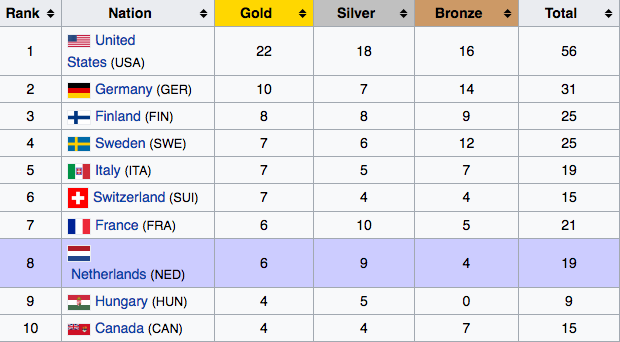 Rank Nation Gold Silver Bronze Total
1 United States (USA) 22 18 16 56
2 Germany (GER) 10 7 14 31
3 Finland (FIN) 8 8 9 25
4 Sweden (SWE) 7 6 12 25
5 Italy (ITA) 7 5 7 19
6 Switzerland (SUI) 7 4 4 15
7 France (FRA) 6 10 5 21
8 Netherlands (NED) 6 9 4 19
9 Hungary (HUN) 4 5 0 9
10 Canada (CAN) 4 4 7 15